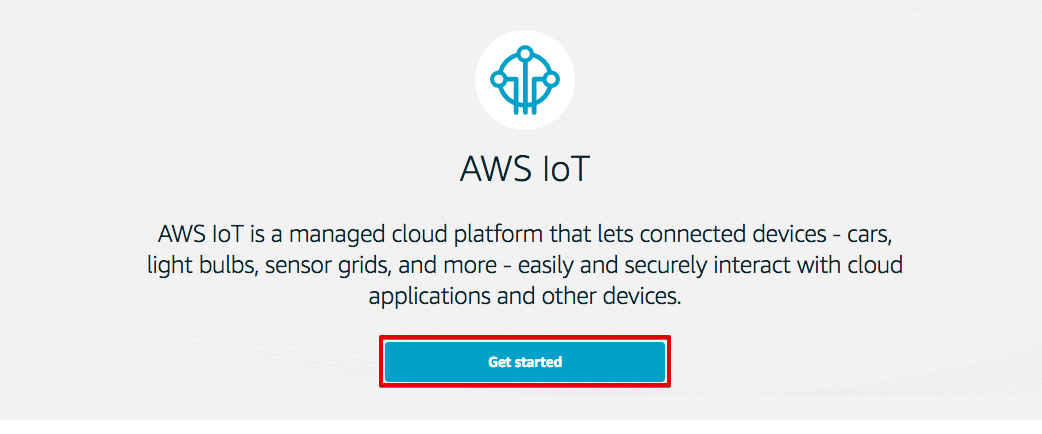 AWS IoT
AWS IoT is a managed cloud platform that lets connected devices - cars,
light bulbs, sensor grids, and more - easily and securely interact with cloud
applications and other devices.
Get started